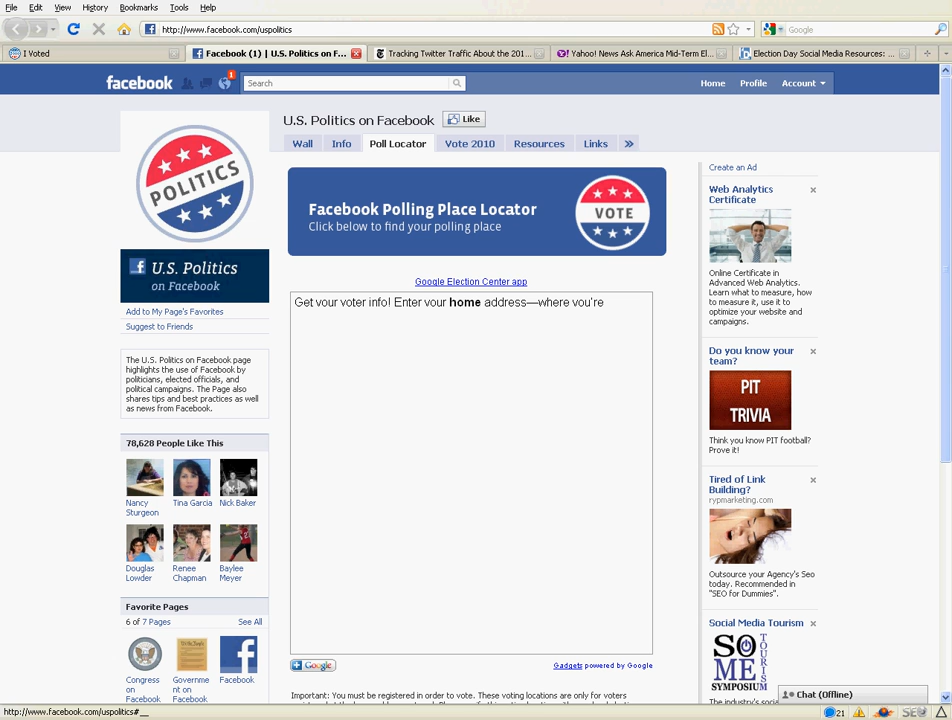 File Edit View History Bookmarks Tools Help
http://www.facebook.com/uspolitics
Google
I Voted
Facebook (1) | U.S. Politics on F...
Tracking Twitter Traffic About the 201...
Yahoo! News Ask America Mid-Term El...
Election Day Social Media Resources: ...
facebook
1
Search
Home Profile Account
U.S. Politics on Facebook
Like
Wall Info Poll Locator Vote 2010 Resources Links »
POLITICS
U.S. Politics
on Facebook
Add to My Page's Favorites
Suggest to Friends
The U.S. Politics on Facebook page
highlights the use of Facebook by
politicians, elected officials, and
political campaigns. The Page also
shares tips and best practices as well
as news from Facebook.
78,628 People Like This
Nancy
Sturgeon
Tina Garcia
Nick Baker
Douglas
Lowder
Renee
Chapman
Baylee
Meyer
Favorite Pages
6 of 7 Pages
See All
Congress
on
Facebook
Governme
nt on
Facebook
Facebook
Facebook Polling Place Locator
Click below to find your polling place
VOTE
Google Election Center app
Get your voter info! Enter your home address—where you're
Google
Gadgets powered by Google
Important: You must be registered in order to vote. These voting locations are only for voters
Create an Ad
Web Analytics
Certificate
Online Certificate in
Advanced Web Analytics.
Learn what to measure, how
to measure it, use it to
optimize your website and
campaigns.
Do you know your
team?
PIT
TRIVIA
Think you know PIT football?
Prove it!
Tired of Link
Building?
rypmarketing.com
Outsource your Agency's Seo
today. Recommended in
"SEO for Dummies".
Social Media Tourism
SO
ME
TOURISM
SYMPOSIUM
The industry's social
Chat (Offline)
http://www.facebook.com/uspolitics#__
21
SE